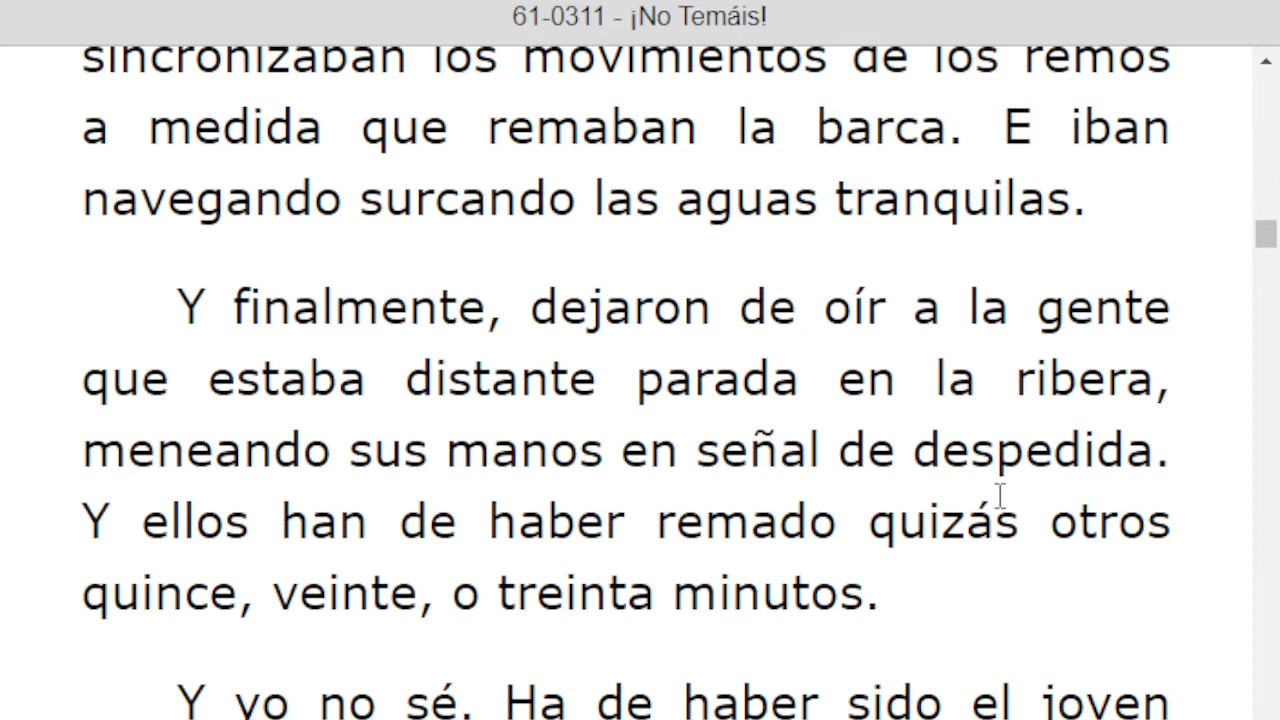 61-0311 - ¡No Temáis!
sincronizaban los movimientos de los remos
a medida que remaban la barca. E iban
navegando surcando las aguas tranquilas.
Y finalmente, dejaron de oír a la gente
que estaba distante parada en la ribera,
meneando sus manos en señal de despedida.
Y ellos han de haber remado quizás otros
quince, veinte, o treinta minutos.
Y yo no sé. Ha de haber sido el joven